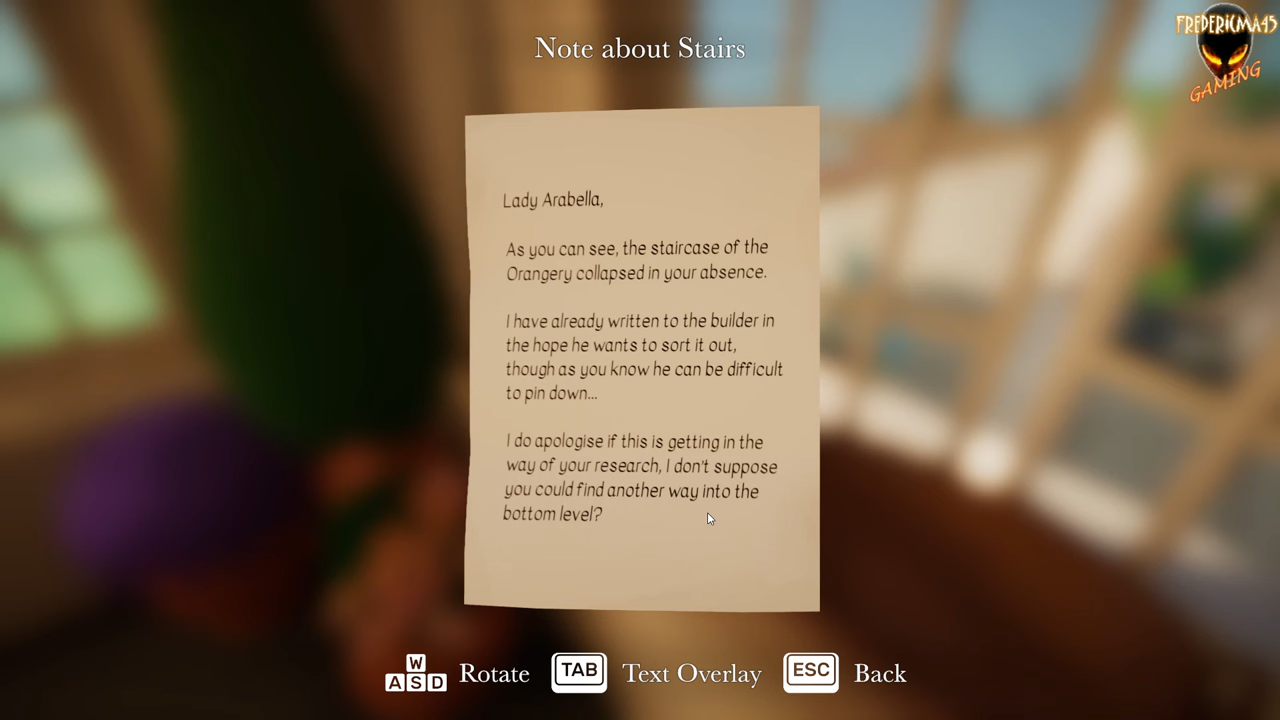 Note about Stairs
FREDERICMA45
GAMING
Lady Arabella,
As you can see, the staircase of the
Orangery collapsed in your absence.
I have already written to the builder in
the hope he wants to sort it out,
though as you know he can be difficult
to pin down...
I do apologise if this is getting in the
way of your research, I don't suppose
you could find another way into the
bottom level?
W
A S D
Rotate
TAB
Text Overlay
ESC
Back